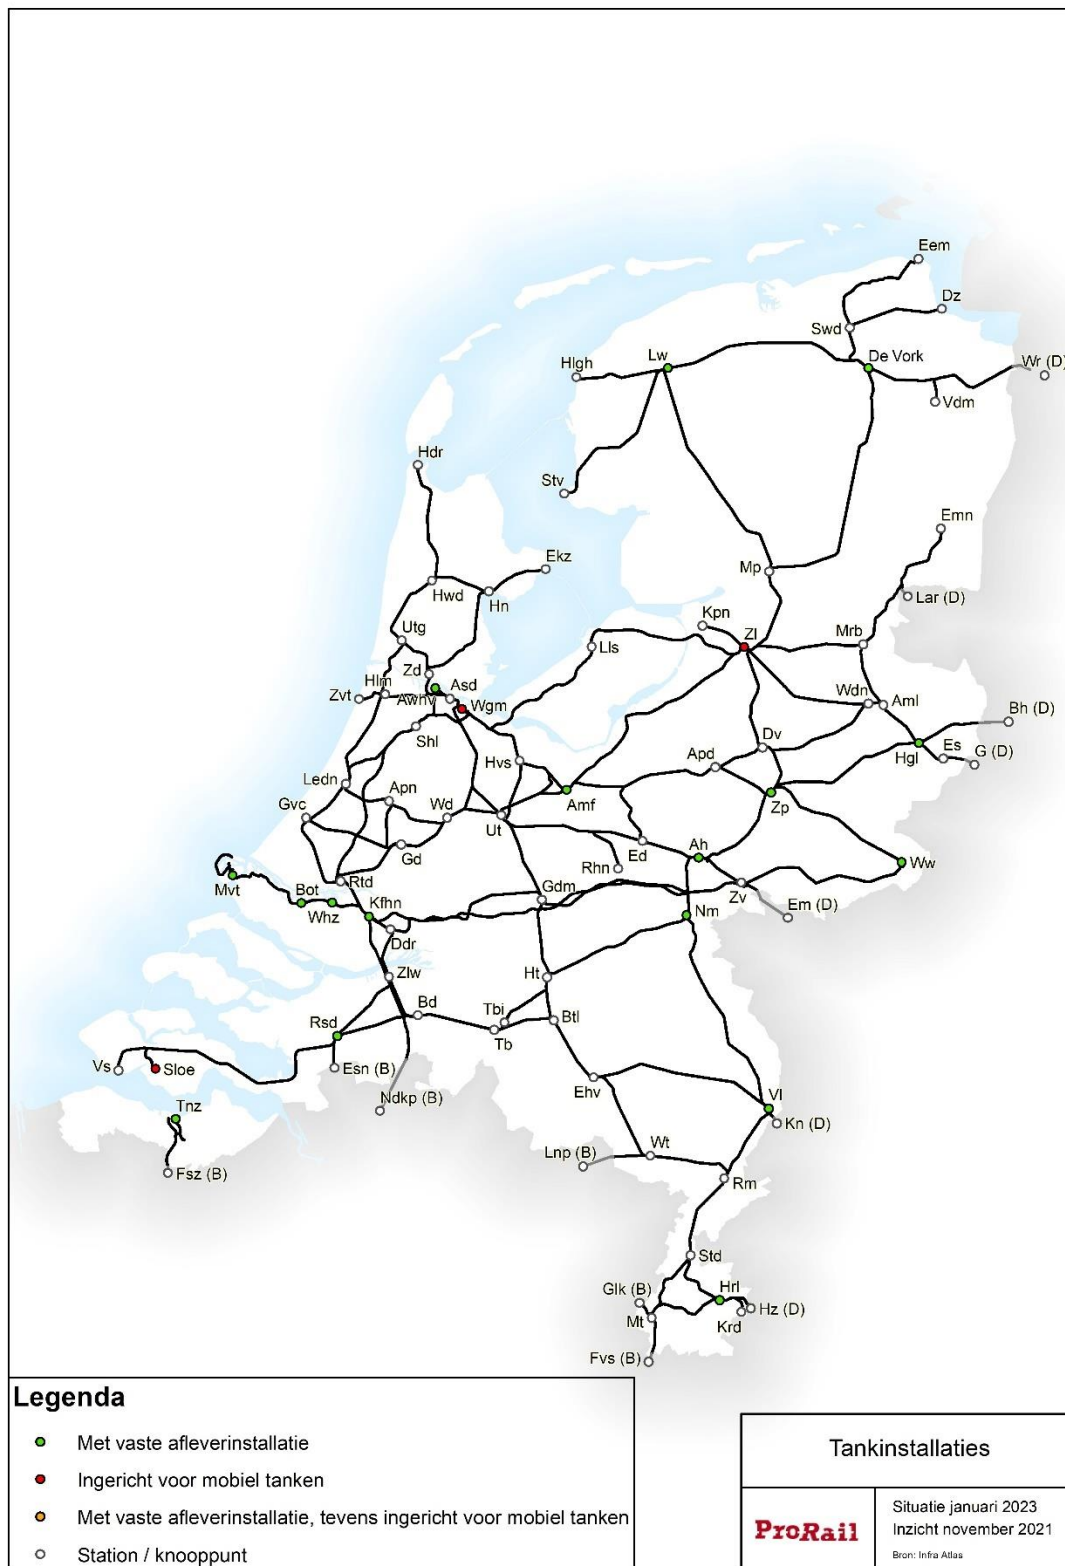 Eem
Dz
Swd
De Vork
Lw
Hlgh
Wr (D)
Vdm
Hdr
Stv
Emn
Ekz
Mp
Lar (D)
Hwd
Hn
Kpn
Utg
Zl
Mrb
Lls
Zd
Hlm
Asd
Zvt
Awhv
Wgm
Wdn
Aml
Bh (D)
Shl
Dv
Es
G (D)
Hvs
Apd
Hgl
Ledn
Apn
Gvc
Wd
Ut
Amf
Zp
Gd
Ed
Ah
Ww
Rhn
Mvt
Rtd
Bot
Whz
Kfhn
Gdm
Zv
Em (D)
Nm
Ddr
Zlw
Ht
Bd
Tbi
Btl
Rsd
Tb
Vs
Sloe
Esn (B)
Ehv
Ndkp (B)
Vl
Tnz
Kn (D)
Wt
Lnp (B)
Fsz (B)
Rm
Std
Glk (B)
Hrl
Hz (D)
Mt
Krd
Fvs (B)
Legenda
Met vaste afleverinstallatie
Ingericht voor mobiel tanken
Met vaste afleverinstallatie, tevens ingericht voor mobiel tanken
Station / knooppunt
Tankinstallaties
ProRail
Situatie januari 2023
Inzicht november 2021
Bron: Infra Atlas